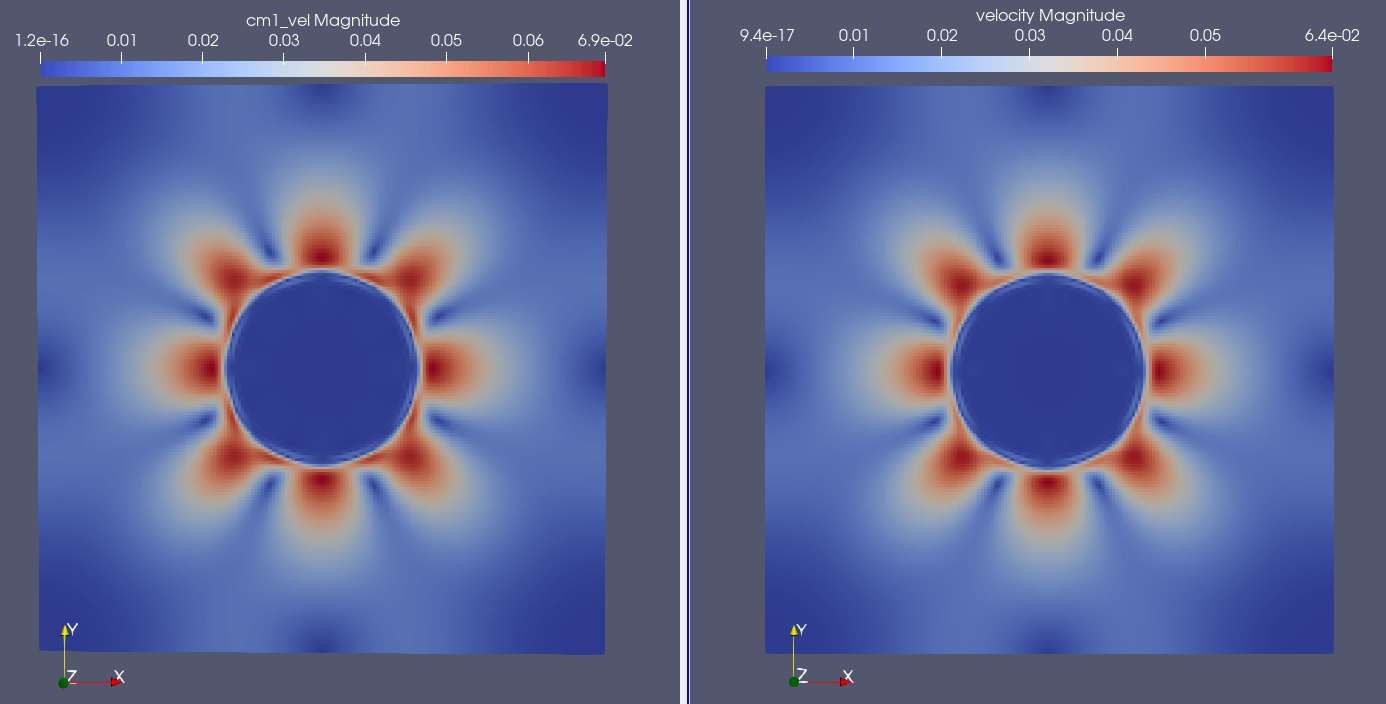 cm1_vel Magnitude
1.2e-16 0.01 0.02 0.03 0.04 0.05 0.06 6.9e-02
Y
Z X
velocity Magnitude
9.4e-17 0.01 0.02 0.03 0.04 0.05 6.4e-02
Y
Z X